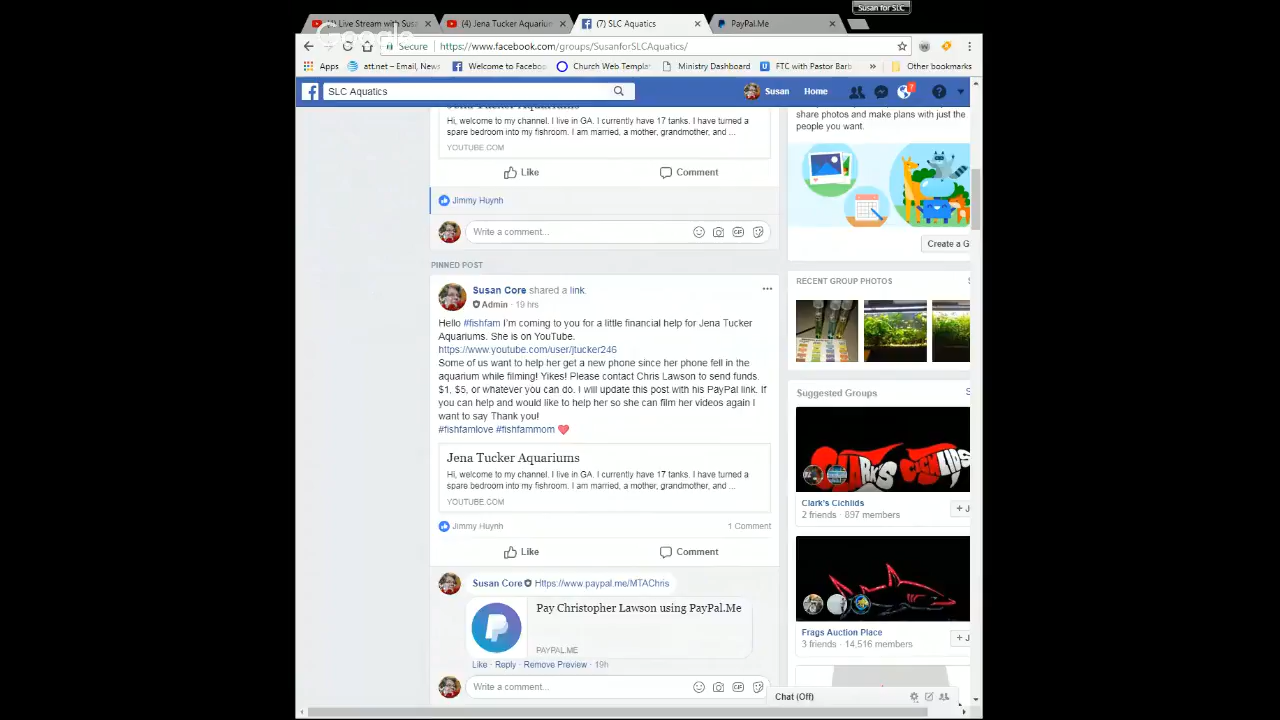 Susan for SLC
(4) Live Stream with Susa
(4) Jena Tucker Aquarium
(7) SLC Aquatics
PayPal.Me
Google
Secure
https://www.facebook.com/groups/SusanforSLCAquatics/
Apps
att.net – Email, News
Welcome to Faceboo
Church Web Templat
Ministry Dashboard
FTC with Pastor Barb
»
Other bookmarks
SLC Aquatics
Susan
Home
7
Jena Tucker Aquariums
Hi, welcome to my channel. I live in GA. I currently have 17 tanks. I have turned a
spare bedroom into my fishroom. I am married, a mother, grandmother, and ...
YOUTUBE.COM
Like
Comment
Jimmy Huynh
Write a comment...
PINNED POST
Susan Core shared a link.
Admin · 19 hrs
Hello #fishfam I'm coming to you for a little financial help for Jena Tucker
Aquariums. She is on YouTube.
https://www.youtube.com/user/jtucker246
Some of us want to help her get a new phone since her phone fell in the
aquarium while filming! Yikes! Please contact Chris Lawson to send funds.
$1, $5, or whatever you can do. I will update this post with his PayPal link. If
you can help and would like to help her so she can film her videos again I
want to say Thank you!
#fishfamlove #fishfammom
Jena Tucker Aquariums
Hi, welcome to my channel. I live in GA. I currently have 17 tanks. I have turned a
spare bedroom into my fishroom. I am married, a mother, grandmother, and ...
YOUTUBE.COM
Jimmy Huynh
1 Comment
Like
Comment
Susan Core Https://www.paypal.me/MTAChris
Pay Christopher Lawson using PayPal.Me
PAYPAL.ME
Like · Reply · Remove Preview · 19h
Write a comment...
share photos and make plans with just the
people you want.
Create a G
RECENT GROUP PHOTOS
S
Suggested Groups
S
CLARK'S CICHLIDS
Clark's Cichlids
2 friends · 897 members
+ J
Frags Auction Place
3 friends · 14,516 members
+ J
Chat (Off)